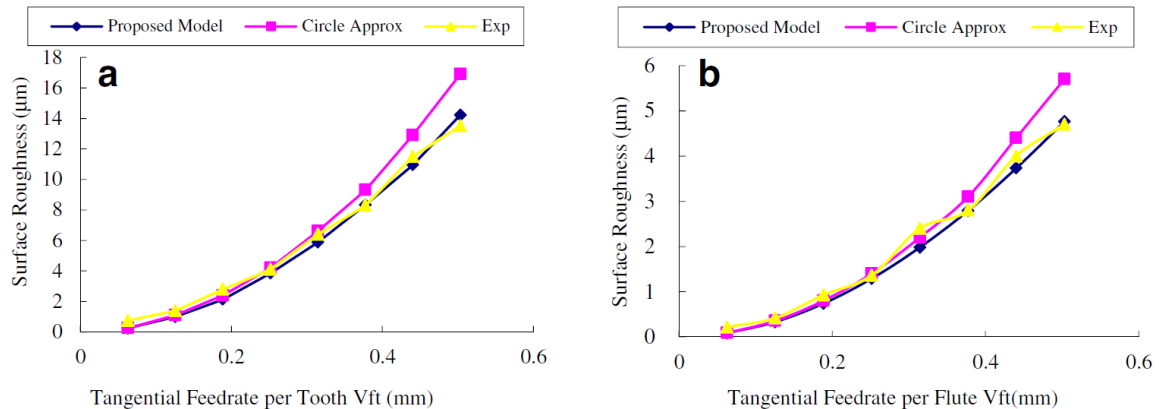 Proposed Model Circle Approx Exp
a
Surface Roughness (μm)
18
16
14
12
10
8
6
4
2
0
0 0.2 0.4 0.6
Tangential Feedrate per Tooth Vft (mm)
Proposed Model Circle Approx Exp
b
Surface Roughness (μm)
6
5
4
3
2
1
0
0 0.2 0.4 0.6
Tangential Feedrate per Flute Vft(mm)